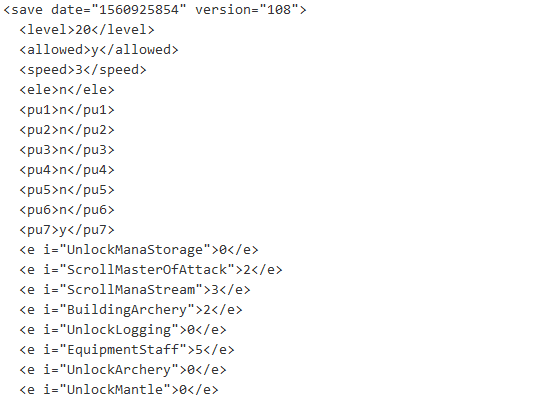 <save date="1560925854" version="108">
<level>20</level>
<allowed>y</allowed>
<speed>3</speed>
<ele>n</ele>
<pu1>n</pu1>
<pu2>n</pu2>
<pu3>n</pu3>
<pu4>n</pu4>
<pu5>n</pu5>
<pu6>n</pu6>
<pu7>y</pu7>
<e i="UnlockManaStorage">0</e>
<e i="ScrollMasterOfAttack">2</e>
<e i="ScrollManaStream">3</e>
<e i="BuildingArchery">2</e>
<e i="UnlockLogging">0</e>
<e i="EquipmentStaff">5</e>
<e i="UnlockArchery">0</e>
<e i="UnlockMantle">0</e>